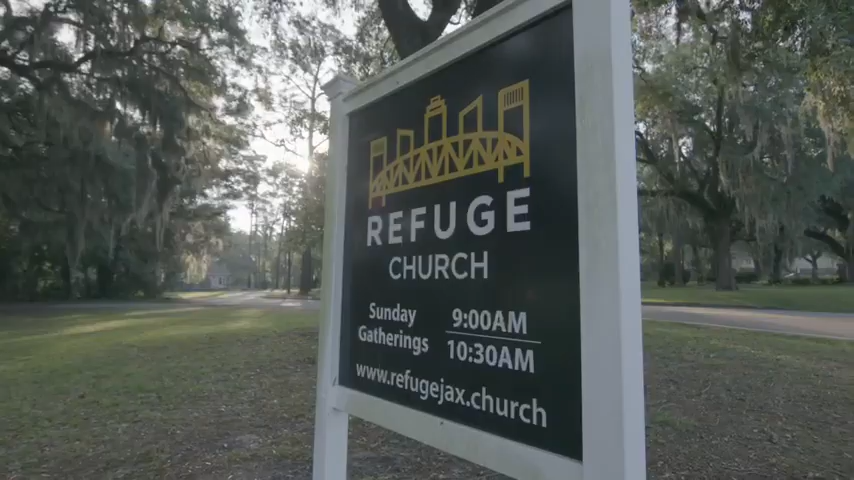 REFUGE
CHURCH
Sunday 9:00AM
Gatherings 10:30AM
www.refugejax.church